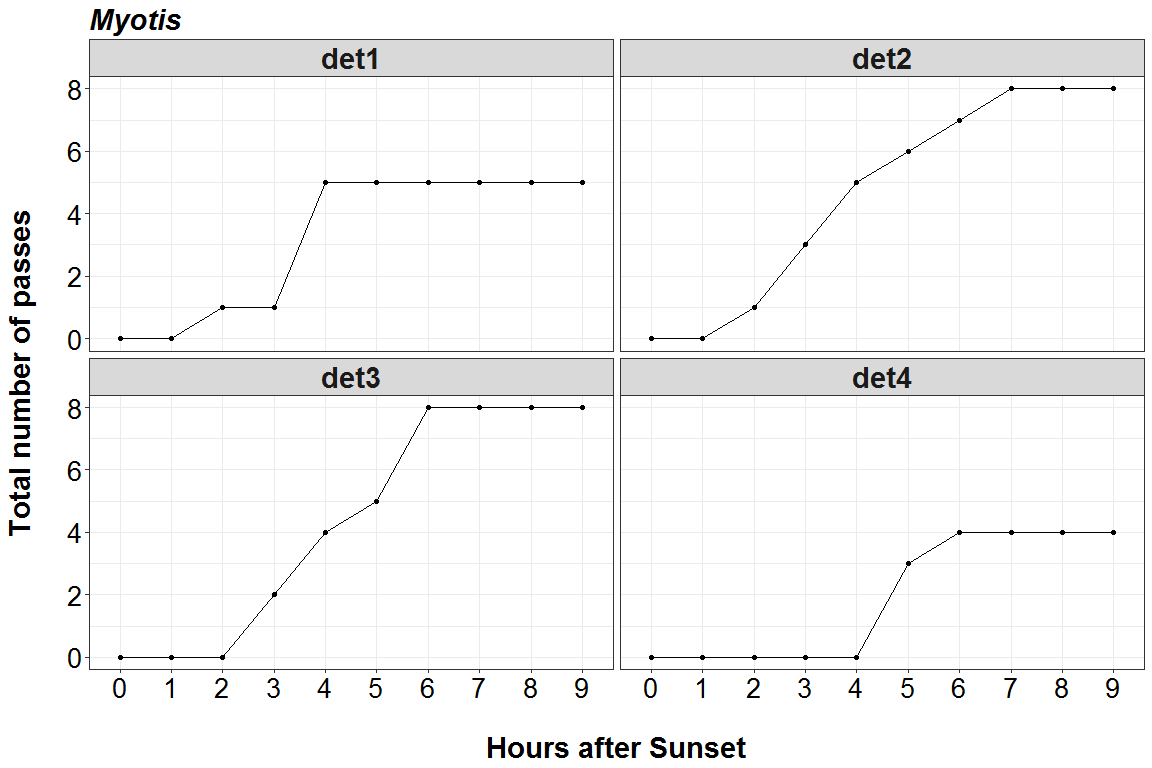 Myotis
det1 det2
8
6
4
2
0
det3 det4
8
6
4
2
0
0 1 2 3 4 5 6 7 8 9 0 1 2 3 4 5 6 7 8 9
Hours after Sunset
Total number of passes